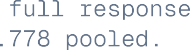 full response
.778 pooled.